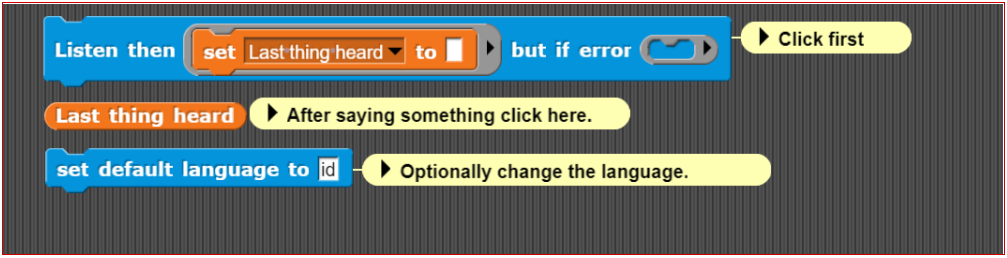 Listen then set Last thing heard to but if error Click first
Last thing heard After saying something click here.
set default language to id Optionally change the language.